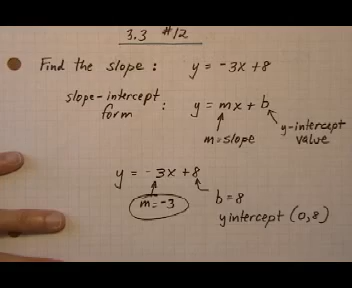 3.3 #12
Find the slope: y = -3x +8
slope-intercept form: y = mx + b
m=slope
y-intercept value
y = -3x +8
m=-3
b=8
y intercept (0,8)